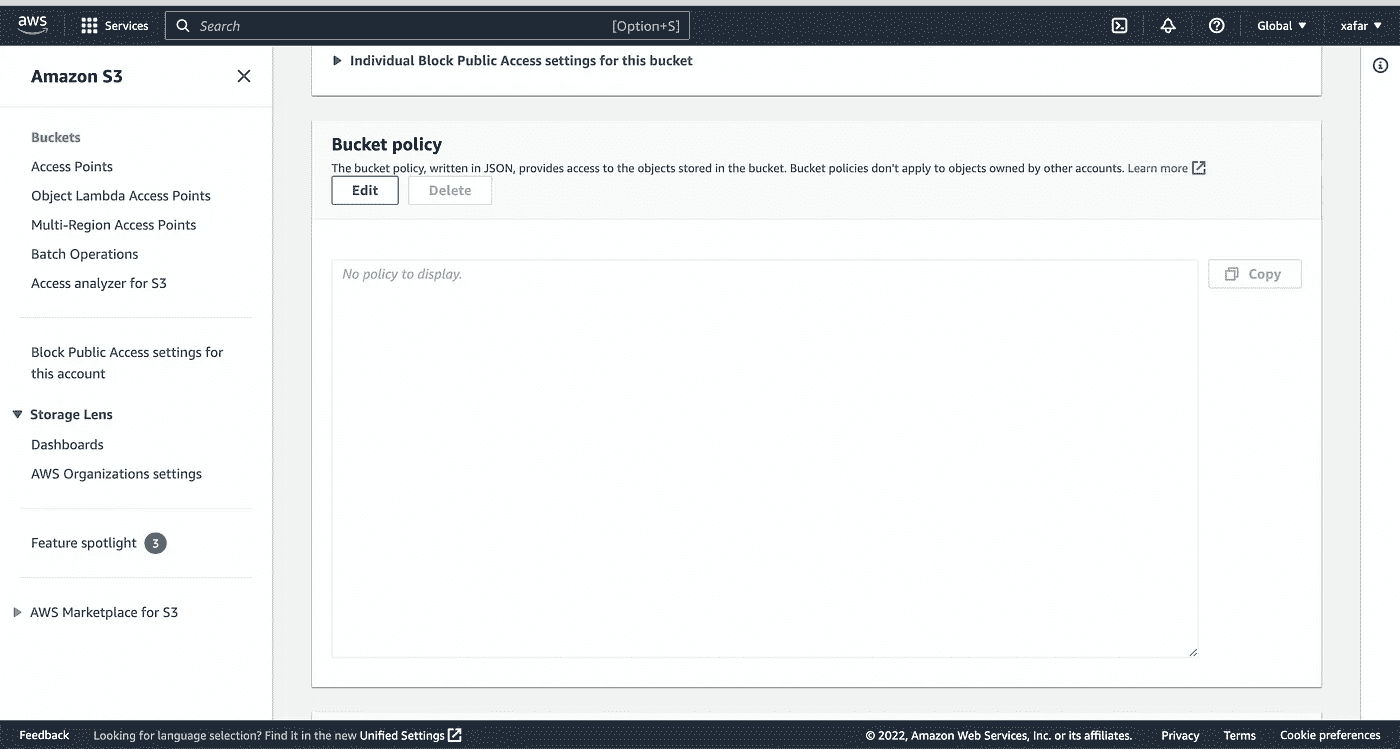 aws
Services
Search
[Option+S]
Global
xafar
Amazon S3
Buckets
Access Points
Object Lambda Access Points
Multi-Region Access Points
Batch Operations
Access analyzer for S3
Block Public Access settings for
this account
Storage Lens
Dashboards
AWS Organizations settings
Feature spotlight 3
AWS Marketplace for S3
Individual Block Public Access settings for this bucket
Bucket policy
The bucket policy, written in JSON, provides access to the objects stored in the bucket. Bucket policies don't apply to objects owned by other accounts. Learn more
Edit
Delete
No policy to display.
Copy
Feedback
Looking for language selection? Find it in the new Unified Settings
© 2022, Amazon Web Services, Inc. or its affiliates.
Privacy
Terms
Cookie preferences